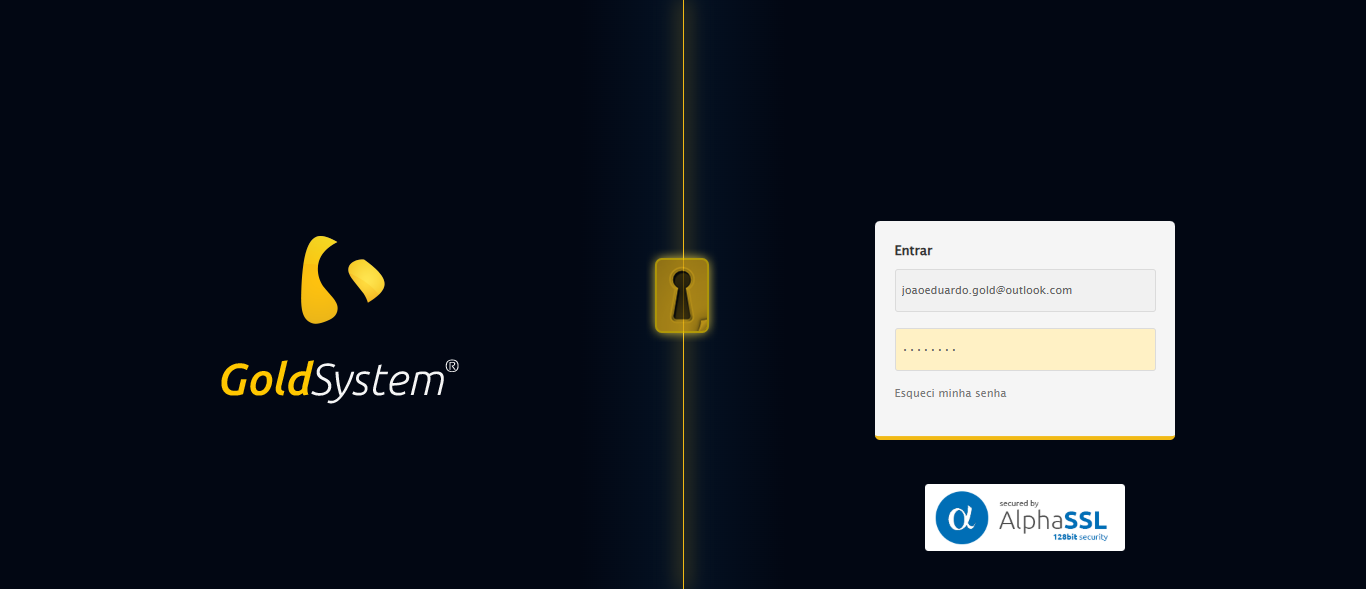 GoldSystem®
Entrar
joaoeduardo.gold@outlook.com
........
Esqueci minha senha
α
secured by
AlphaSSL
128bit security